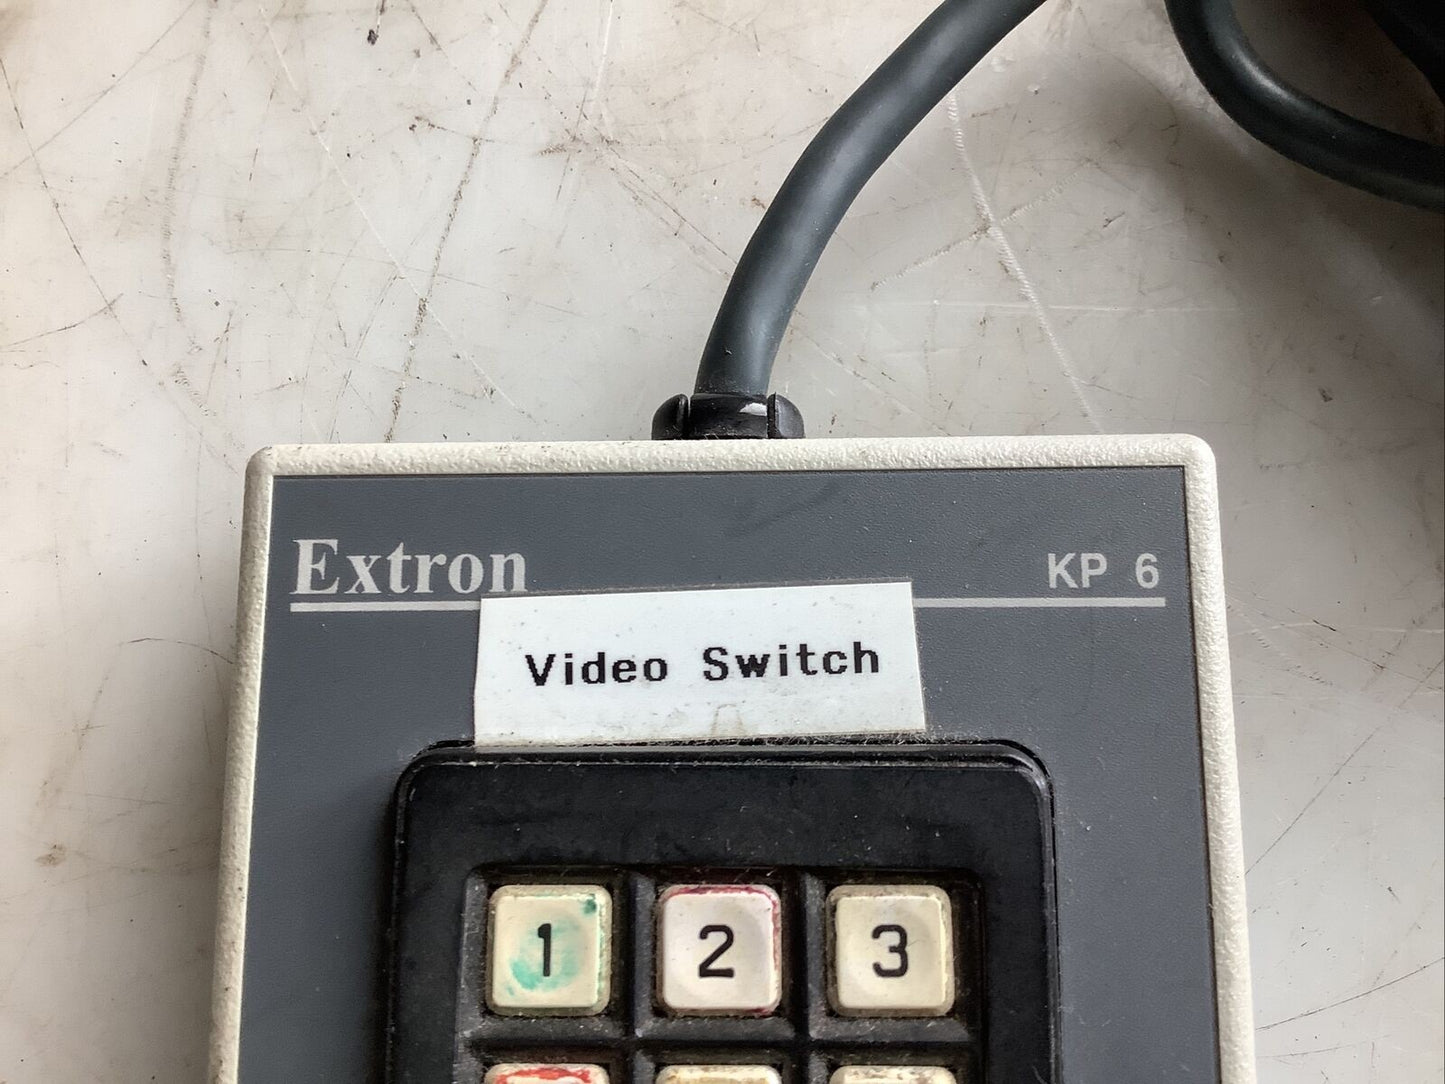 Extron KP 6
Video Switch
1 2 3